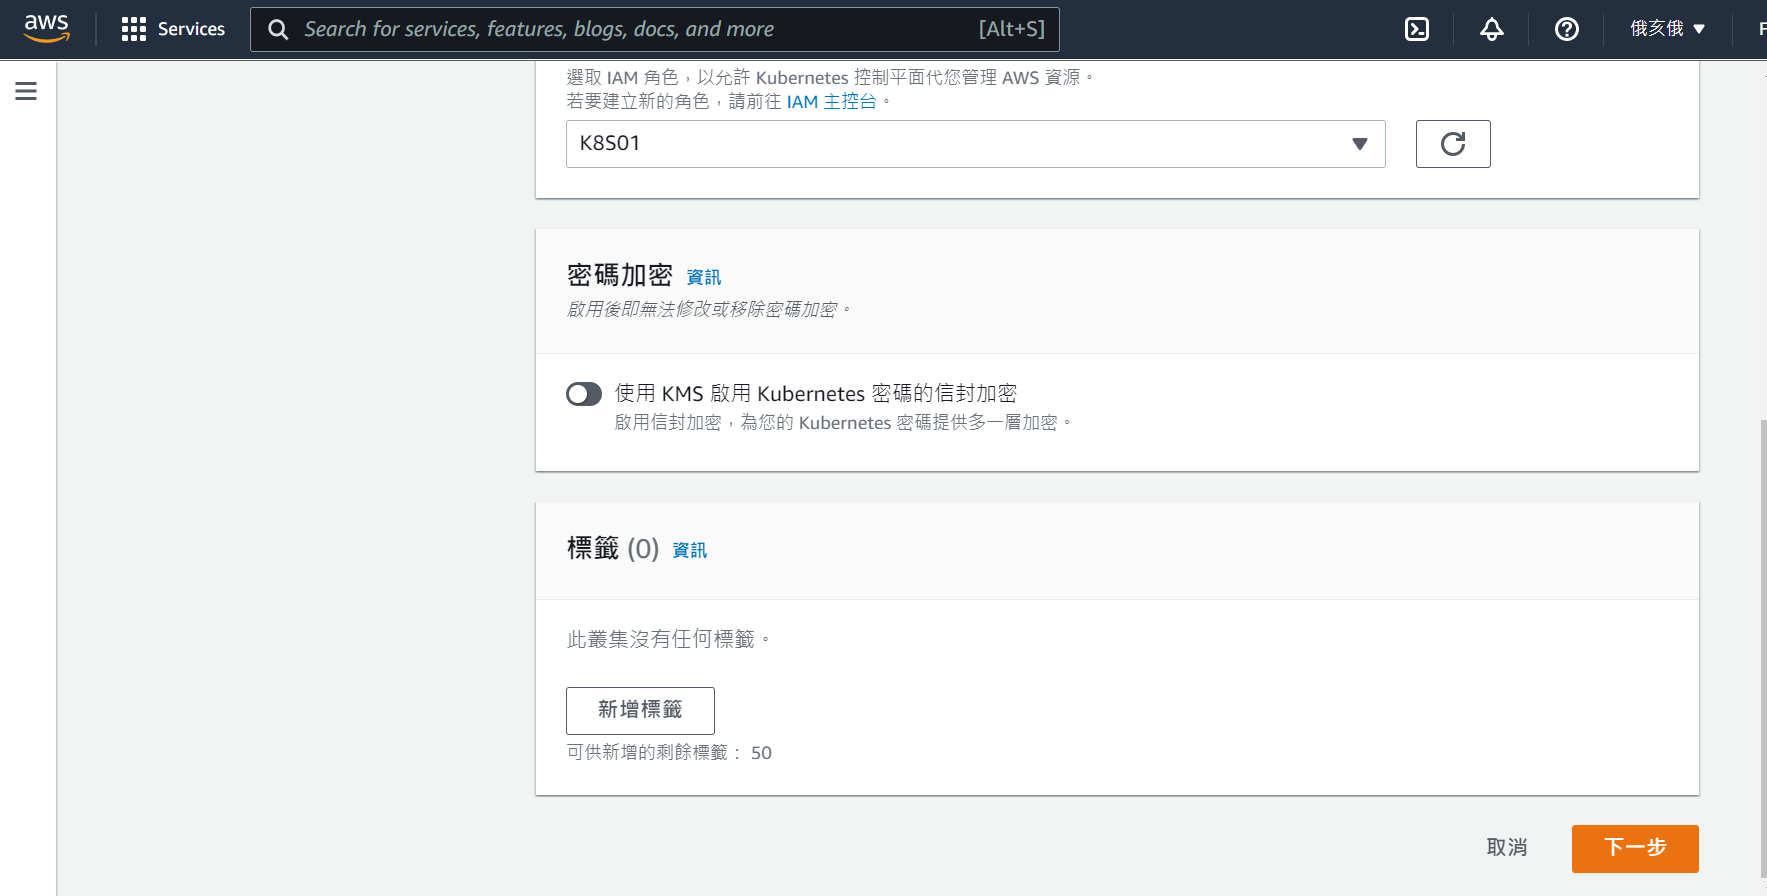 aws
Services
Search for services, features, blogs, docs, and more
[Alt+S]
俄亥俄
選取 IAM 角色，以允許 Kubernetes 控制平面代您管理 AWS 資源。
若要建立新的角色，請前往 IAM 主控台。
K8S01
密碼加密 資訊
啟用後即無法修改或移除密碼加密。
使用 KMS 啟用 Kubernetes 密碼的信封加密
啟用信封加密，為您的 Kubernetes 密碼提供多一層加密。
標籤 (0) 資訊
此叢集沒有任何標籤。
新增標籤
可供新增的剩餘標籤： 50
取消
下一步